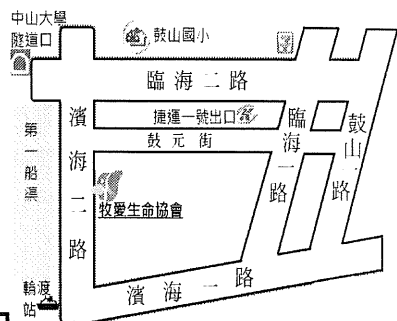 中山大學
隧道口
鼓山國小
臨海二路
捷運一號出口
鼓元街
第一船渠
濱海二路
臨海一路
鼓山一路
牧愛生命協會
濱海一路
輪渡站